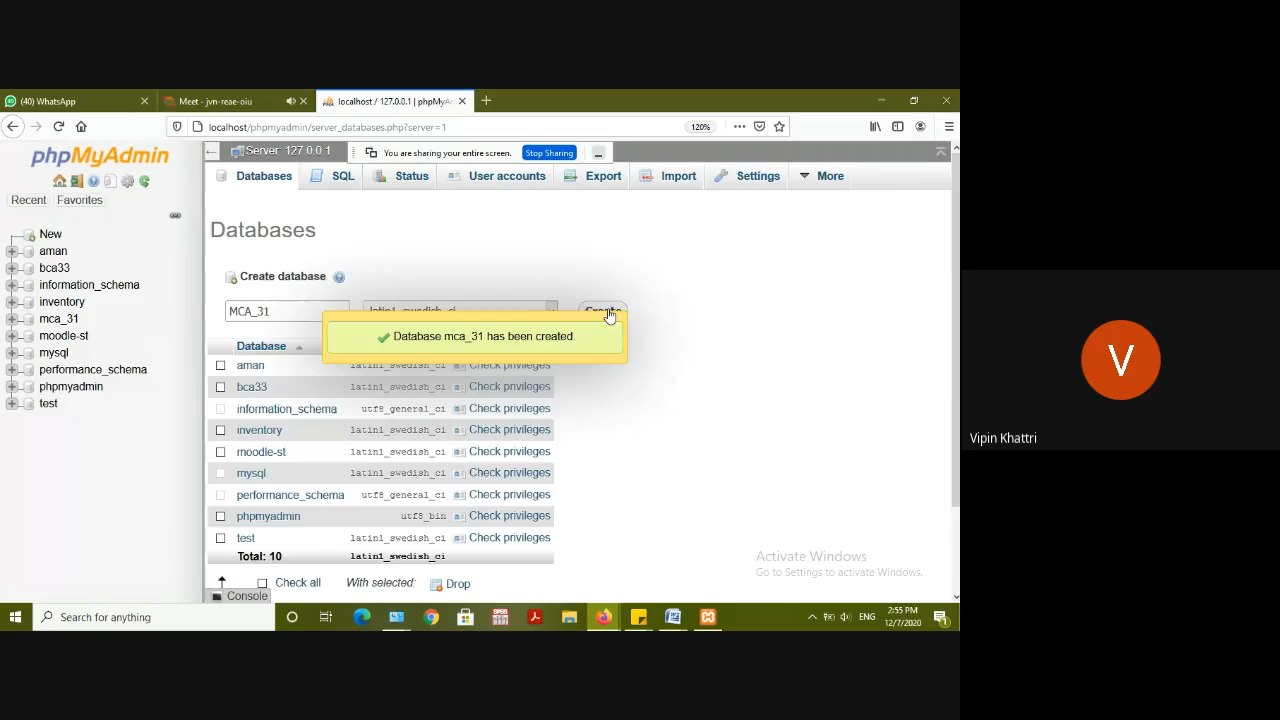 (40) WhatsApp
Meet - jvn-reae-oiu
localhost / 127.0.0.1 | phpMyA
localhost/phpmyadmin/server_databases.php?server=1
120%
phpMyAdmin
Server: 127.0.0.1
You are sharing your entire screen.
Stop Sharing
Databases
SQL
Status
User accounts
Export
Import
Settings
More
Recent
Favorites
New
aman
bca33
information_schema
inventory
mca_31
moodle-st
mysql
performance_schema
phpmyadmin
test
Databases
Create database
MCA_31
latin1_swedish_ci
Create
Database mca_31 has been created.
Database
aman latin1_swedish_ci Check privileges
bca33 latin1_swedish_ci Check privileges
information_schema utf8_general_ci Check privileges
inventory latin1_swedish_ci Check privileges
moodle-st latin1_swedish_ci Check privileges
mysql latin1_swedish_ci Check privileges
performance_schema utf8_general_ci Check privileges
phpmyadmin utf8_bin Check privileges
test latin1_swedish_ci Check privileges
Total: 10 latin1_swedish_ci
Check all With selected: Drop
Console
Activate Windows
Go to Settings to activate Windows.
Search for anything
ENG
2:55 PM
12/7/2020
1
V
Vipin Khattri